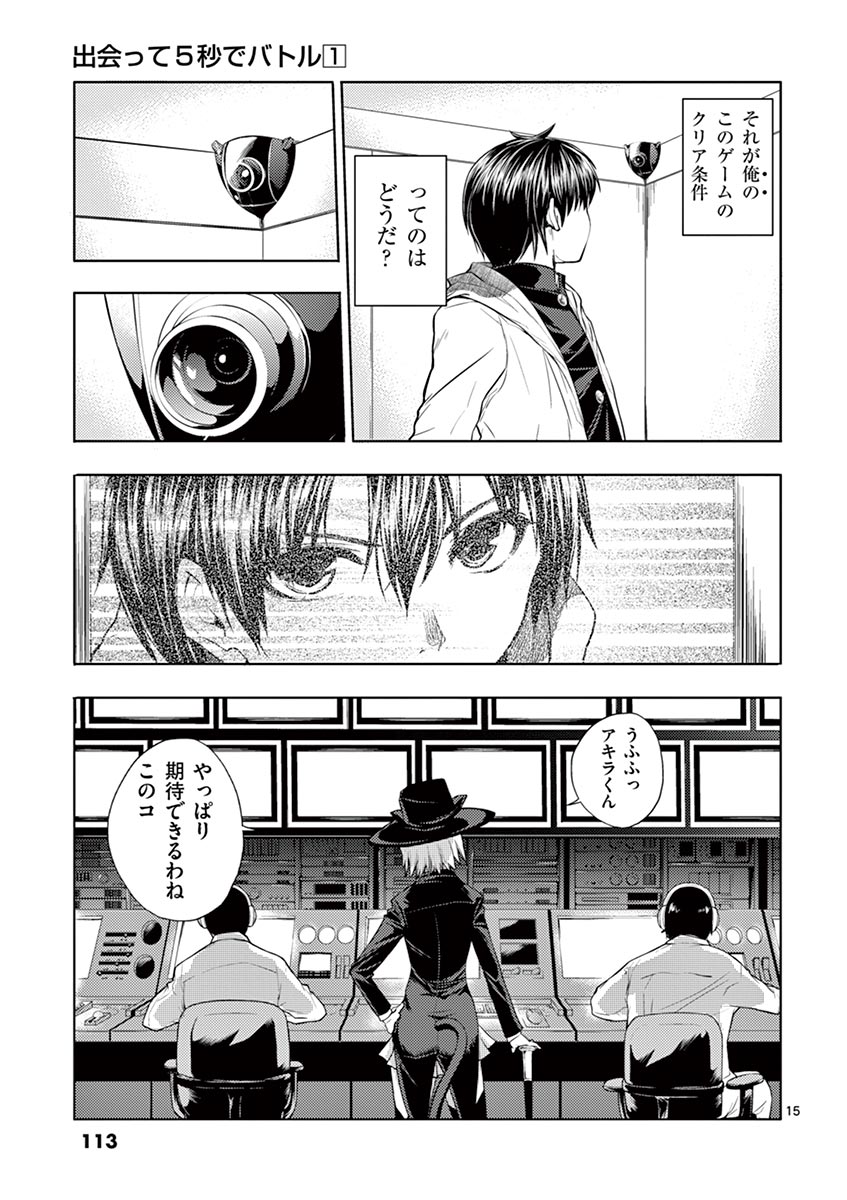 出会って5秒でバトル1
それが俺の
このゲームの
クリア条件
ってのは
どうだ?
うふふっ
アキラくん
やっぱり
期待できるわね
このコ
15
113